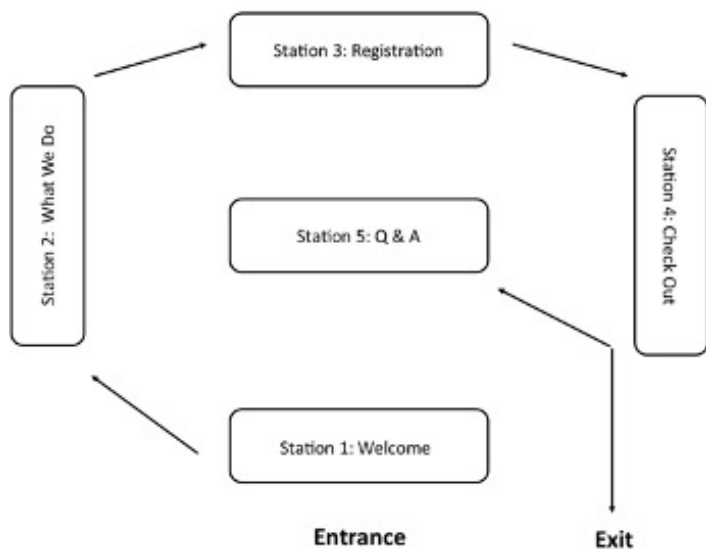 Station 3: Registration
Station 2: What We Do
Station 4: Check Out
Station 5: Q & A
Station 1: Welcome
Entrance
Exit